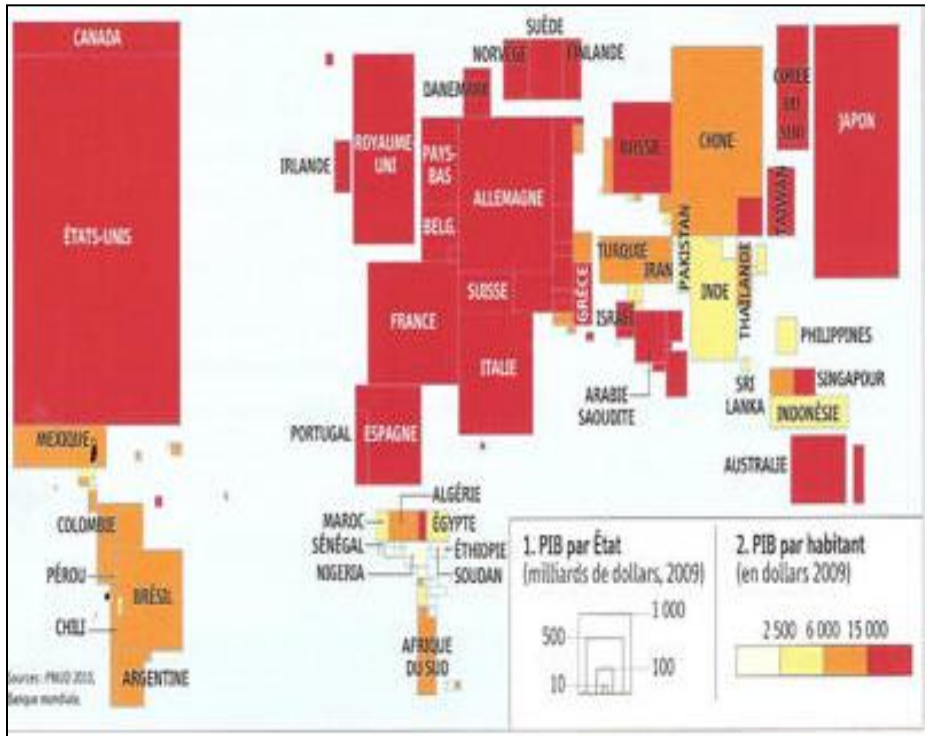 CANADA
ÉTATS-UNIS
MEXIQUE
COLOMBIE
PÉROU
BRÉSIL
CHILI
ARGENTINE
Sources : PNUD 2010,
Banque mondiale.
SUÈDE
NORVÈGE
FINLANDE
DANEMARK
IRLANDE
ROYAUME
UNI
PAYS-
BAS
ALLEMAGNE
BELG.
FRANCE
SUISSE
ITALIE
GRÈCE
PORTUGAL
ESPAGNE
RUSSIE
CHINE
CORÉE
DU
SUD
JAPON
TAIWAN
TURQUIE
IRAN
PAKISTAN
INDE
THAÏLANDE
ISRAËL
ARABIE
SAOUDITE
PHILIPPINES
SRI
LANKA
SINGAPOUR
INDONÉSIE
AUSTRALIE
ALGÉRIE
MAROC
ÉGYPTE
SÉNÉGAL
ÉTHIOPIE
NIGERIA
SOUDAN
AFRIQUE
DU SUD
1. PIB par État
(milliards de dollars, 2009)
1 000
500
100
10
2. PIB par habitant
(en dollars 2009)
2 500 6 000 15 000